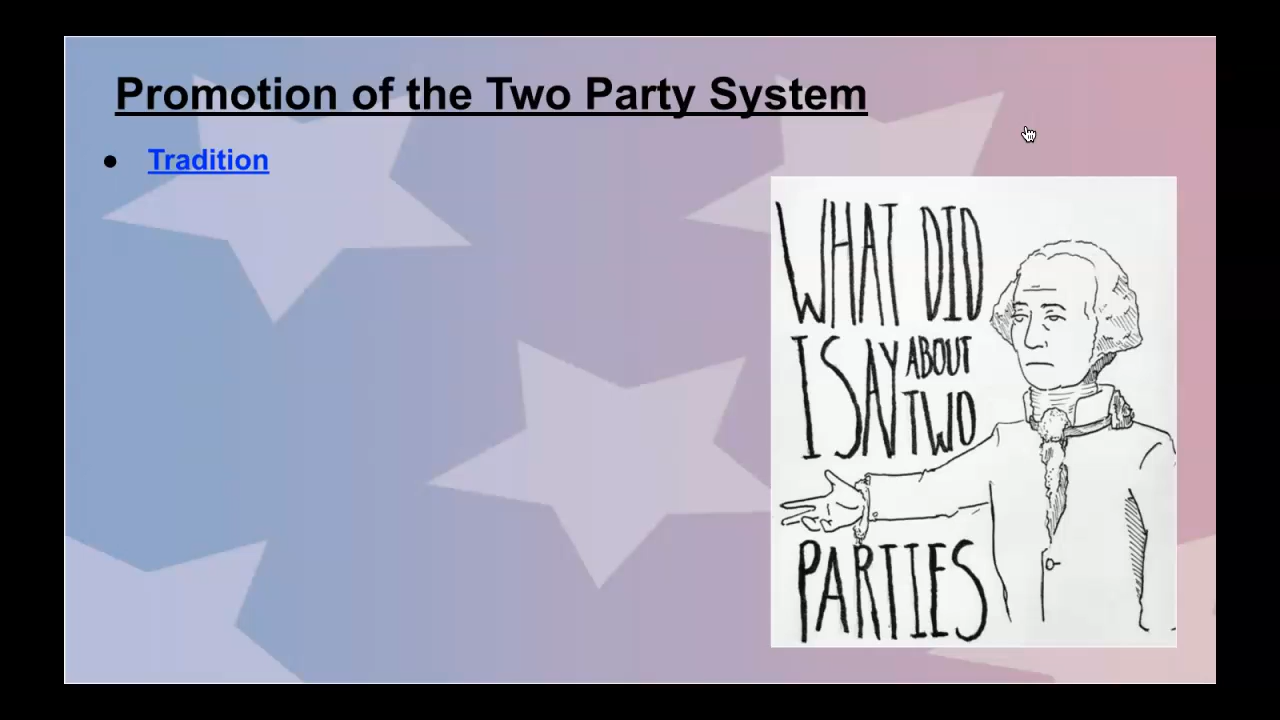 Promotion of the Two Party System
● Tradition
WHAT DID
I SAY ABOUT
TWO
PARTIES